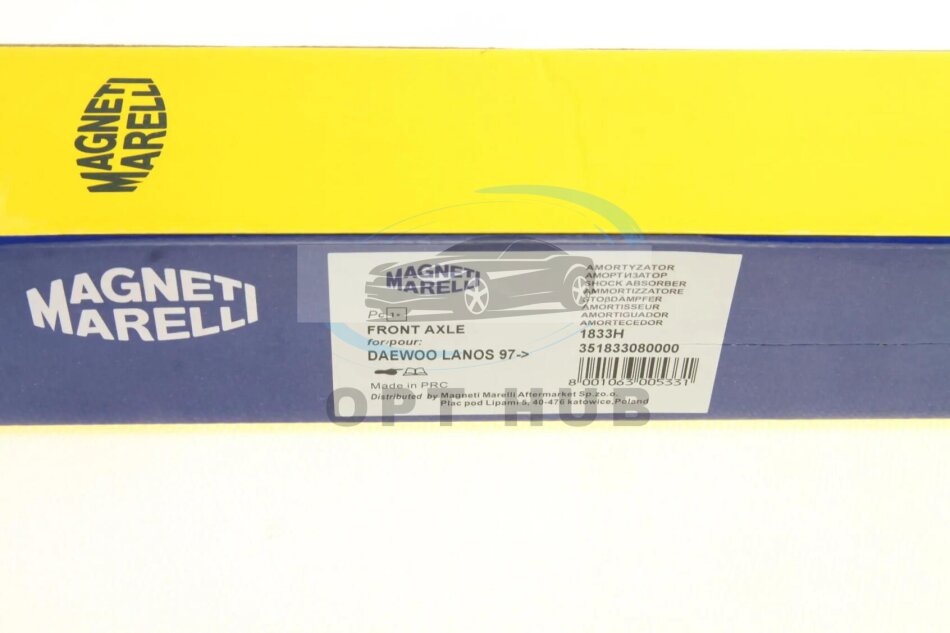 MAGNETI
MARELLI
MAGNETI
MARELLI
MAGNETI
MARELLI
AMORTYZATOR
АМОРТИЗАТОР
SHOCK ABSORBER
AMMORTIZZATORE
STOßDÄMPFER
AMORTISSEUR
AMORTIGUADOR
AMORTECEDOR
1833H
351833080000
8 001063 005331
FRONT AXLE
for/pour:
DAEWOO LANOS 97->
Made in PRC
Distributed by Magneti Marelli Aftermarket Sp.zo.o.
Plac pod Lipami 5, 40-476 katowice,Poland
OPT HUB